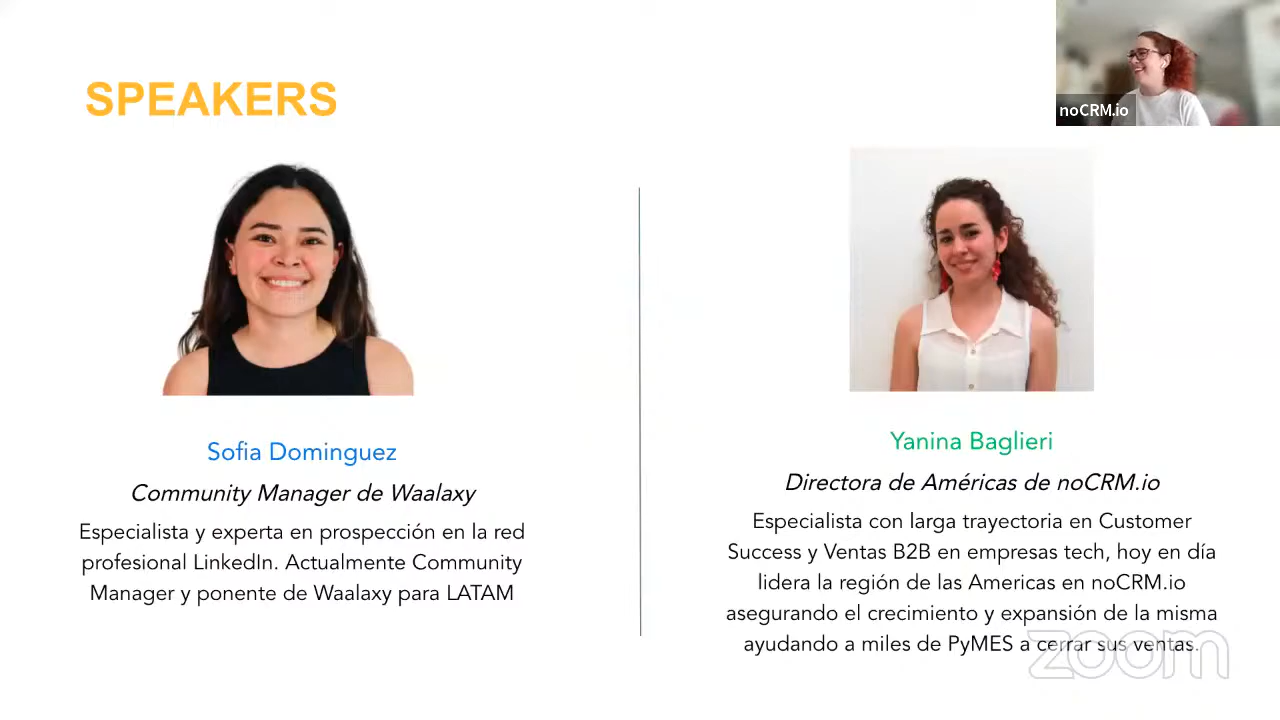 SPEAKERS
noCRM.io
Sofia Dominguez
Community Manager de Waalaxy
Especialista y experta en prospección en la red
profesional LinkedIn. Actualmente Community
Manager y ponente de Waalaxy para LATAM
Yanina Baglieri
Directora de Américas de noCRM.io
Especialista con larga trayectoria en Customer
Success y Ventas B2B en empresas tech, hoy en día
lidera la región de las Americas en noCRM.io
asegurando el crecimiento y expansión de la misma
ayudando a miles de PyMES a cerrar sus ventas.
zoom